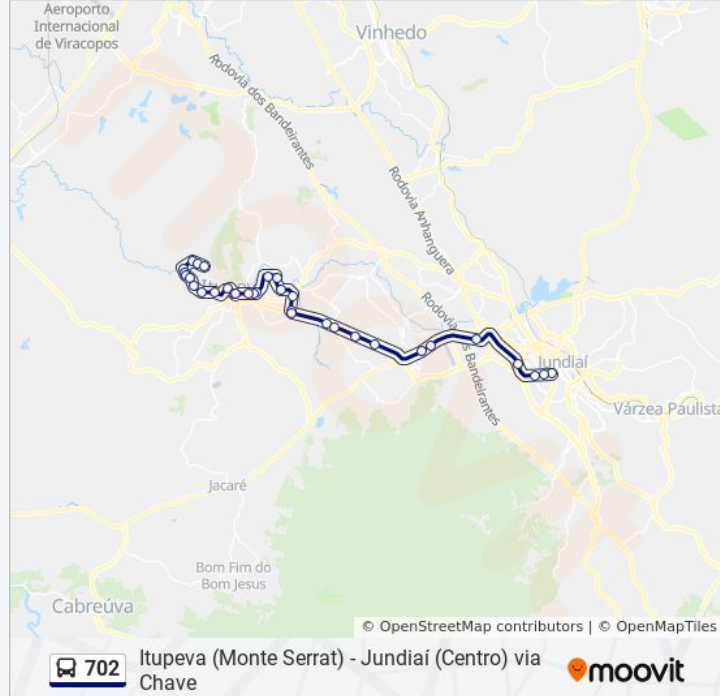 Aeroporto
Internacional
de Viracopos
Vinhedo
Rodovia dos Bandeirantes
Rodovia Anhanguera
Rodovia dos Bandeirantes
Jundiaí
Várzea Paulista
Jacaré
Bom Fim do
Bom Jesus
Cabreúva
© OpenStreetMap contributors | © OpenMapTiles
702
Itupeva (Monte Serrat) - Jundiaí (Centro) via
Chave
moovit